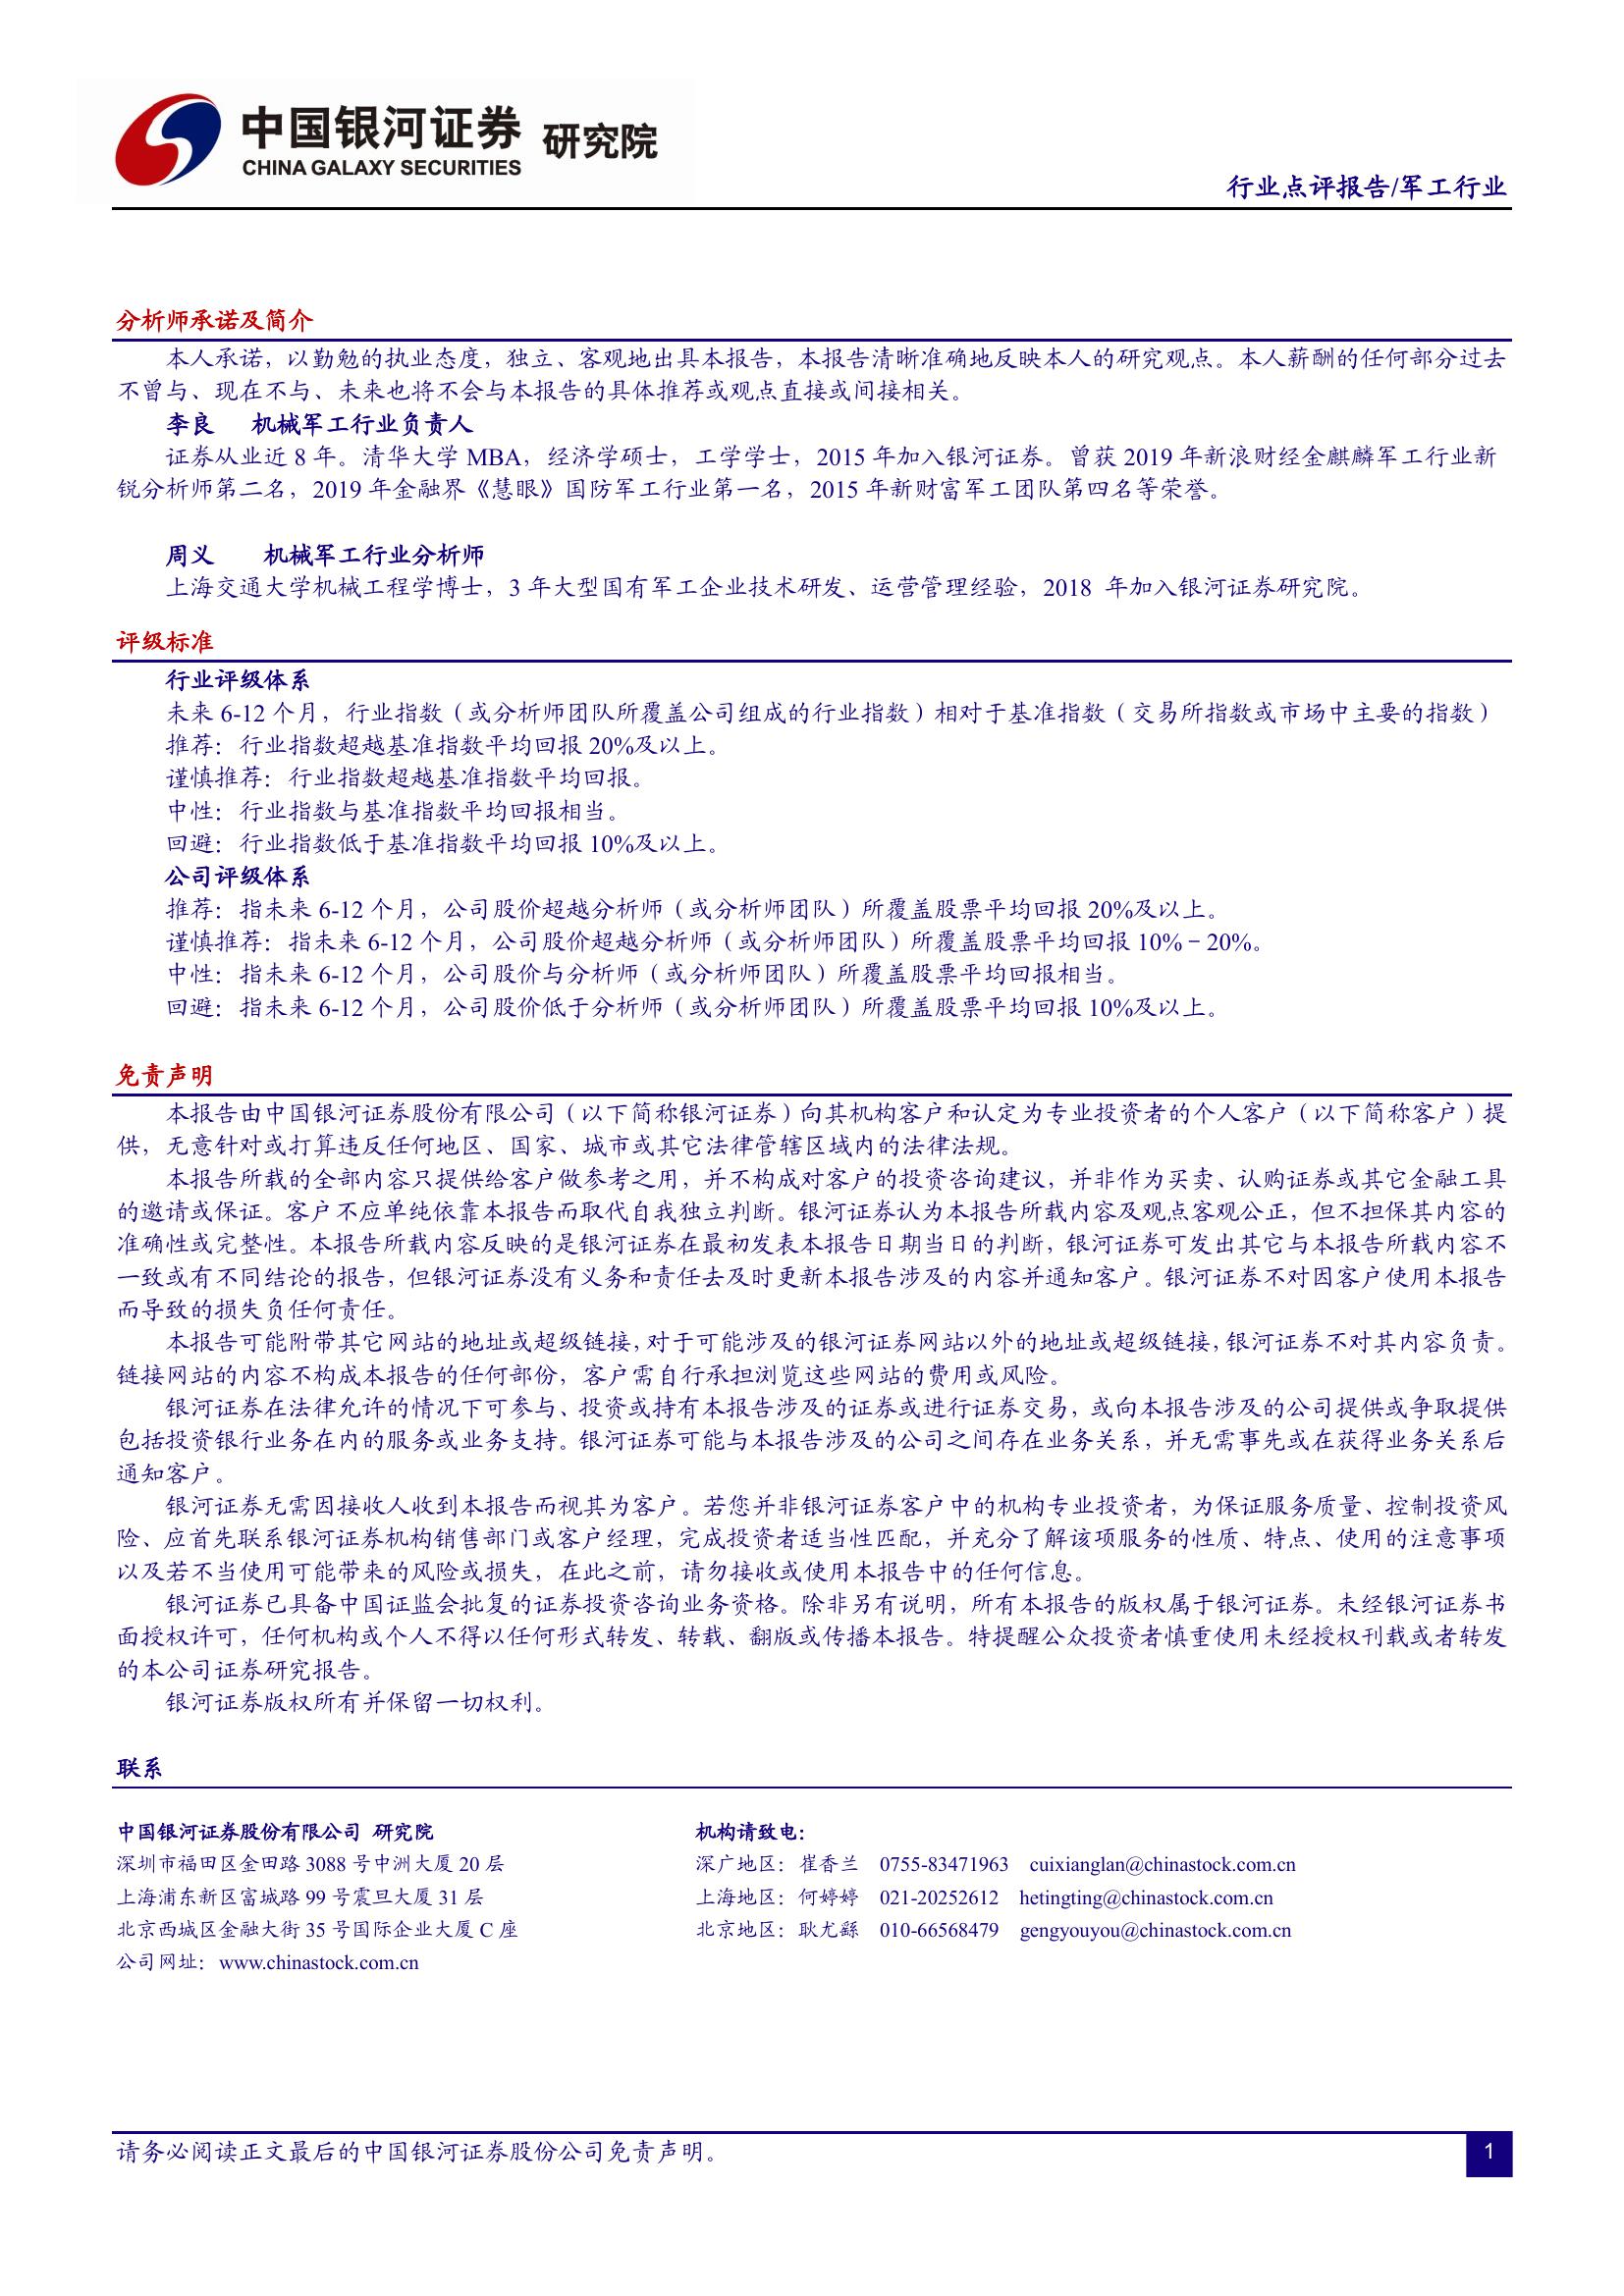 中国银河证券 研究院
CHINA GALAXY SECURITIES
行业点评报告/军工行业
分析师承诺及简介
本人承诺，以勤勉的执业态度，独立、客观地出具本报告，本报告清晰准确地反映本人的研究观点。本人薪酬的任何部分过去
不曾与、现在不与、未来也将不会与本报告的具体推荐或观点直接或间接相关。
李良 机械军工行业负责人
证券从业近 8 年。清华大学 MBA，经济学硕士，工学学士，2015 年加入银河证券。曾获 2019 年新浪财经金麒麟军工行业新
锐分析师第二名，2019 年金融界《慧眼》国防军工行业第一名，2015 年新财富军工团队第四名等荣誉。
周义 机械军工行业分析师
上海交通大学机械工程学博士，3 年大型国有军工企业技术研发、运营管理经验，2018 年加入银河证券研究院。
评级标准
行业评级体系
未来 6-12 个月，行业指数（或分析师团队所覆盖公司组成的行业指数）相对于基准指数（交易所指数或市场中主要的指数）
推荐：行业指数超越基准指数平均回报 20%及以上。
谨慎推荐：行业指数超越基准指数平均回报。
中性：行业指数与基准指数平均回报相当。
回避：行业指数低于基准指数平均回报 10%及以上。
公司评级体系
推荐：指未来 6-12 个月，公司股价超越分析师（或分析师团队）所覆盖股票平均回报 20%及以上。
谨慎推荐：指未来 6-12 个月，公司股价超越分析师（或分析师团队）所覆盖股票平均回报 10%－20%。
中性：指未来 6-12 个月，公司股价与分析师（或分析师团队）所覆盖股票平均回报相当。
回避：指未来 6-12 个月，公司股价低于分析师（或分析师团队）所覆盖股票平均回报 10%及以上。
免责声明
本报告由中国银河证券股份有限公司（以下简称银河证券）向其机构客户和认定为专业投资者的个人客户（以下简称客户）提
供，无意针对或打算违反任何地区、国家、城市或其它法律管辖区域内的法律法规。
本报告所载的全部内容只提供给客户做参考之用，并不构成对客户的投资咨询建议，并非作为买卖、认购证券或其它金融工具
的邀请或保证。客户不应单纯依靠本报告而取代自我独立判断。银河证券认为本报告所载内容及观点客观公正，但不担保其内容的
准确性或完整性。本报告所载内容反映的是银河证券在最初发表本报告日期当日的判断，银河证券可发出其它与本报告所载内容不
一致或有不同结论的报告，但银河证券没有义务和责任去及时更新本报告涉及的内容并通知客户。银河证券不对因客户使用本报告
而导致的损失负任何责任。
本报告可能附带其它网站的地址或超级链接，对于可能涉及的银河证券网站以外的地址或超级链接，银河证券不对其内容负责。
链接网站的内容不构成本报告的任何部份，客户需自行承担浏览这些网站的费用或风险。
银河证券在法律允许的情况下可参与、投资或持有本报告涉及的证券或进行证券交易，或向本报告涉及的公司提供或争取提供
包括投资银行业务在内的服务或业务支持。银河证券可能与本报告涉及的公司之间存在业务关系，并无需事先或在获得业务关系后
通知客户。
银河证券无需因接收人收到本报告而视其为客户。若您并非银河证券客户中的机构专业投资者，为保证服务质量、控制投资风
险、应首先联系银河证券机构销售部门或客户经理，完成投资者适当性匹配，并充分了解该项服务的性质、特点、使用的注意事项
以及若不当使用可能带来的风险或损失，在此之前，请勿接收或使用本报告中的任何信息。
银河证券已具备中国证监会批复的证券投资咨询业务资格。除非另有说明，所有本报告的版权属于银河证券。未经银河证券书
面授权许可，任何机构或个人不得以任何形式转发、转载、翻版或传播本报告。特提醒公众投资者慎重使用未经授权刊载或者转发
的本公司证券研究报告。
银河证券版权所有并保留一切权利。
联系
中国银河证券股份有限公司 研究院 机构请致电：
深圳市福田区金田路 3088 号中洲大厦 20 层 深广地区：崔香兰 0755-83471963 cuixianglan@chinastock.com.cn
上海浦东新区富城路 99 号震旦大厦 31 层 上海地区：何婷婷 021-20252612 hetingting@chinastock.com.cn
北京西城区金融大街 35 号国际企业大厦 C 座 北京地区：耿尤繇 010-66568479 gengyouyou@chinastock.com.cn
公司网址：www.chinastock.com.cn
请务必阅读正文最后的中国银河证券股份公司免责声明。 1